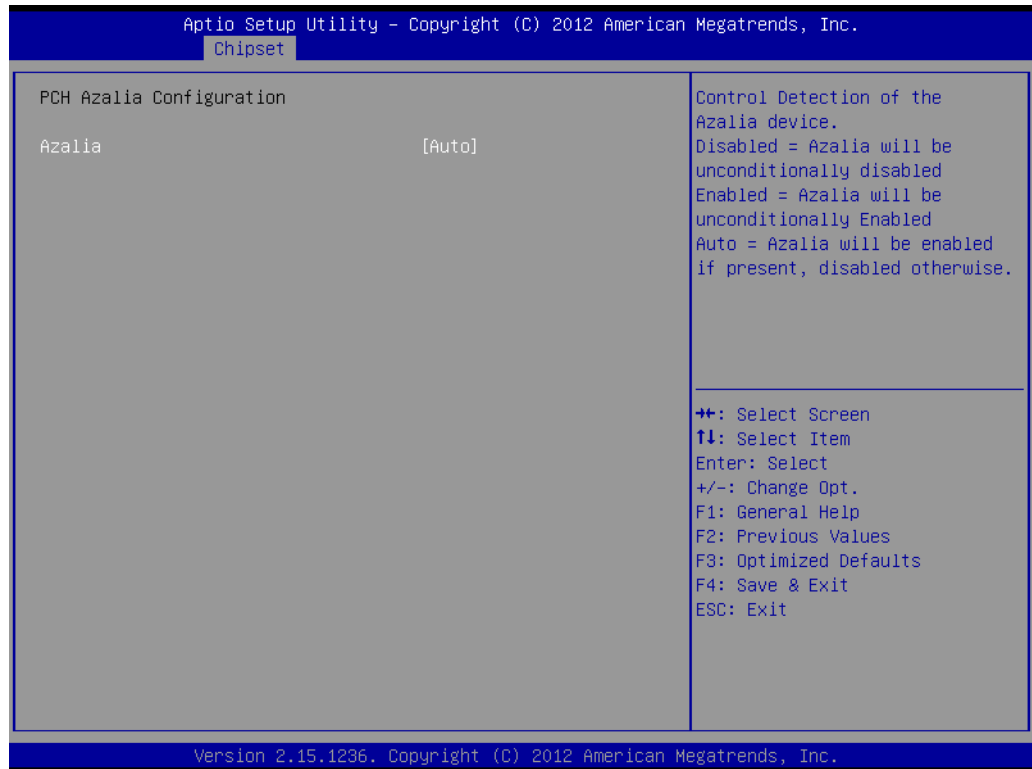 Aptio Setup Utility – Copyright (C) 2012 American Megatrends, Inc.
Chipset
PCH Azalia Configuration
Azalia [Auto]
Control Detection of the
Azalia device.
Disabled = Azalia will be
unconditionally disabled
Enabled = Azalia will be
unconditionally Enabled
Auto = Azalia will be enabled
if present, disabled otherwise.
→←: Select Screen
↑↓: Select Item
Enter: Select
+/-: Change Opt.
F1: General Help
F2: Previous Values
F3: Optimized Defaults
F4: Save & Exit
ESC: Exit
Version 2.15.1236. Copyright (C) 2012 American Megatrends, Inc.